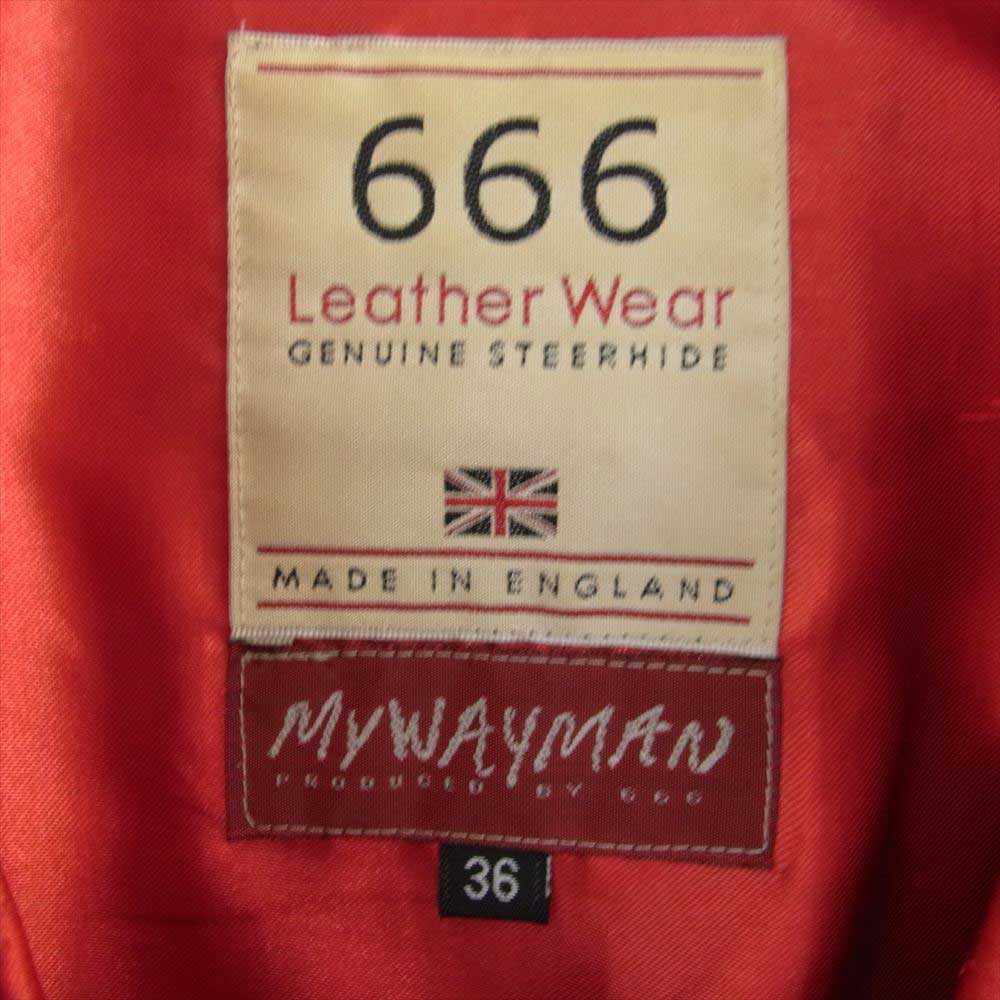 666
Leather Wear
GENUINE STEERHIDE
MADE IN ENGLAND
MYWAYMAN
PRODUCED BY 666
36